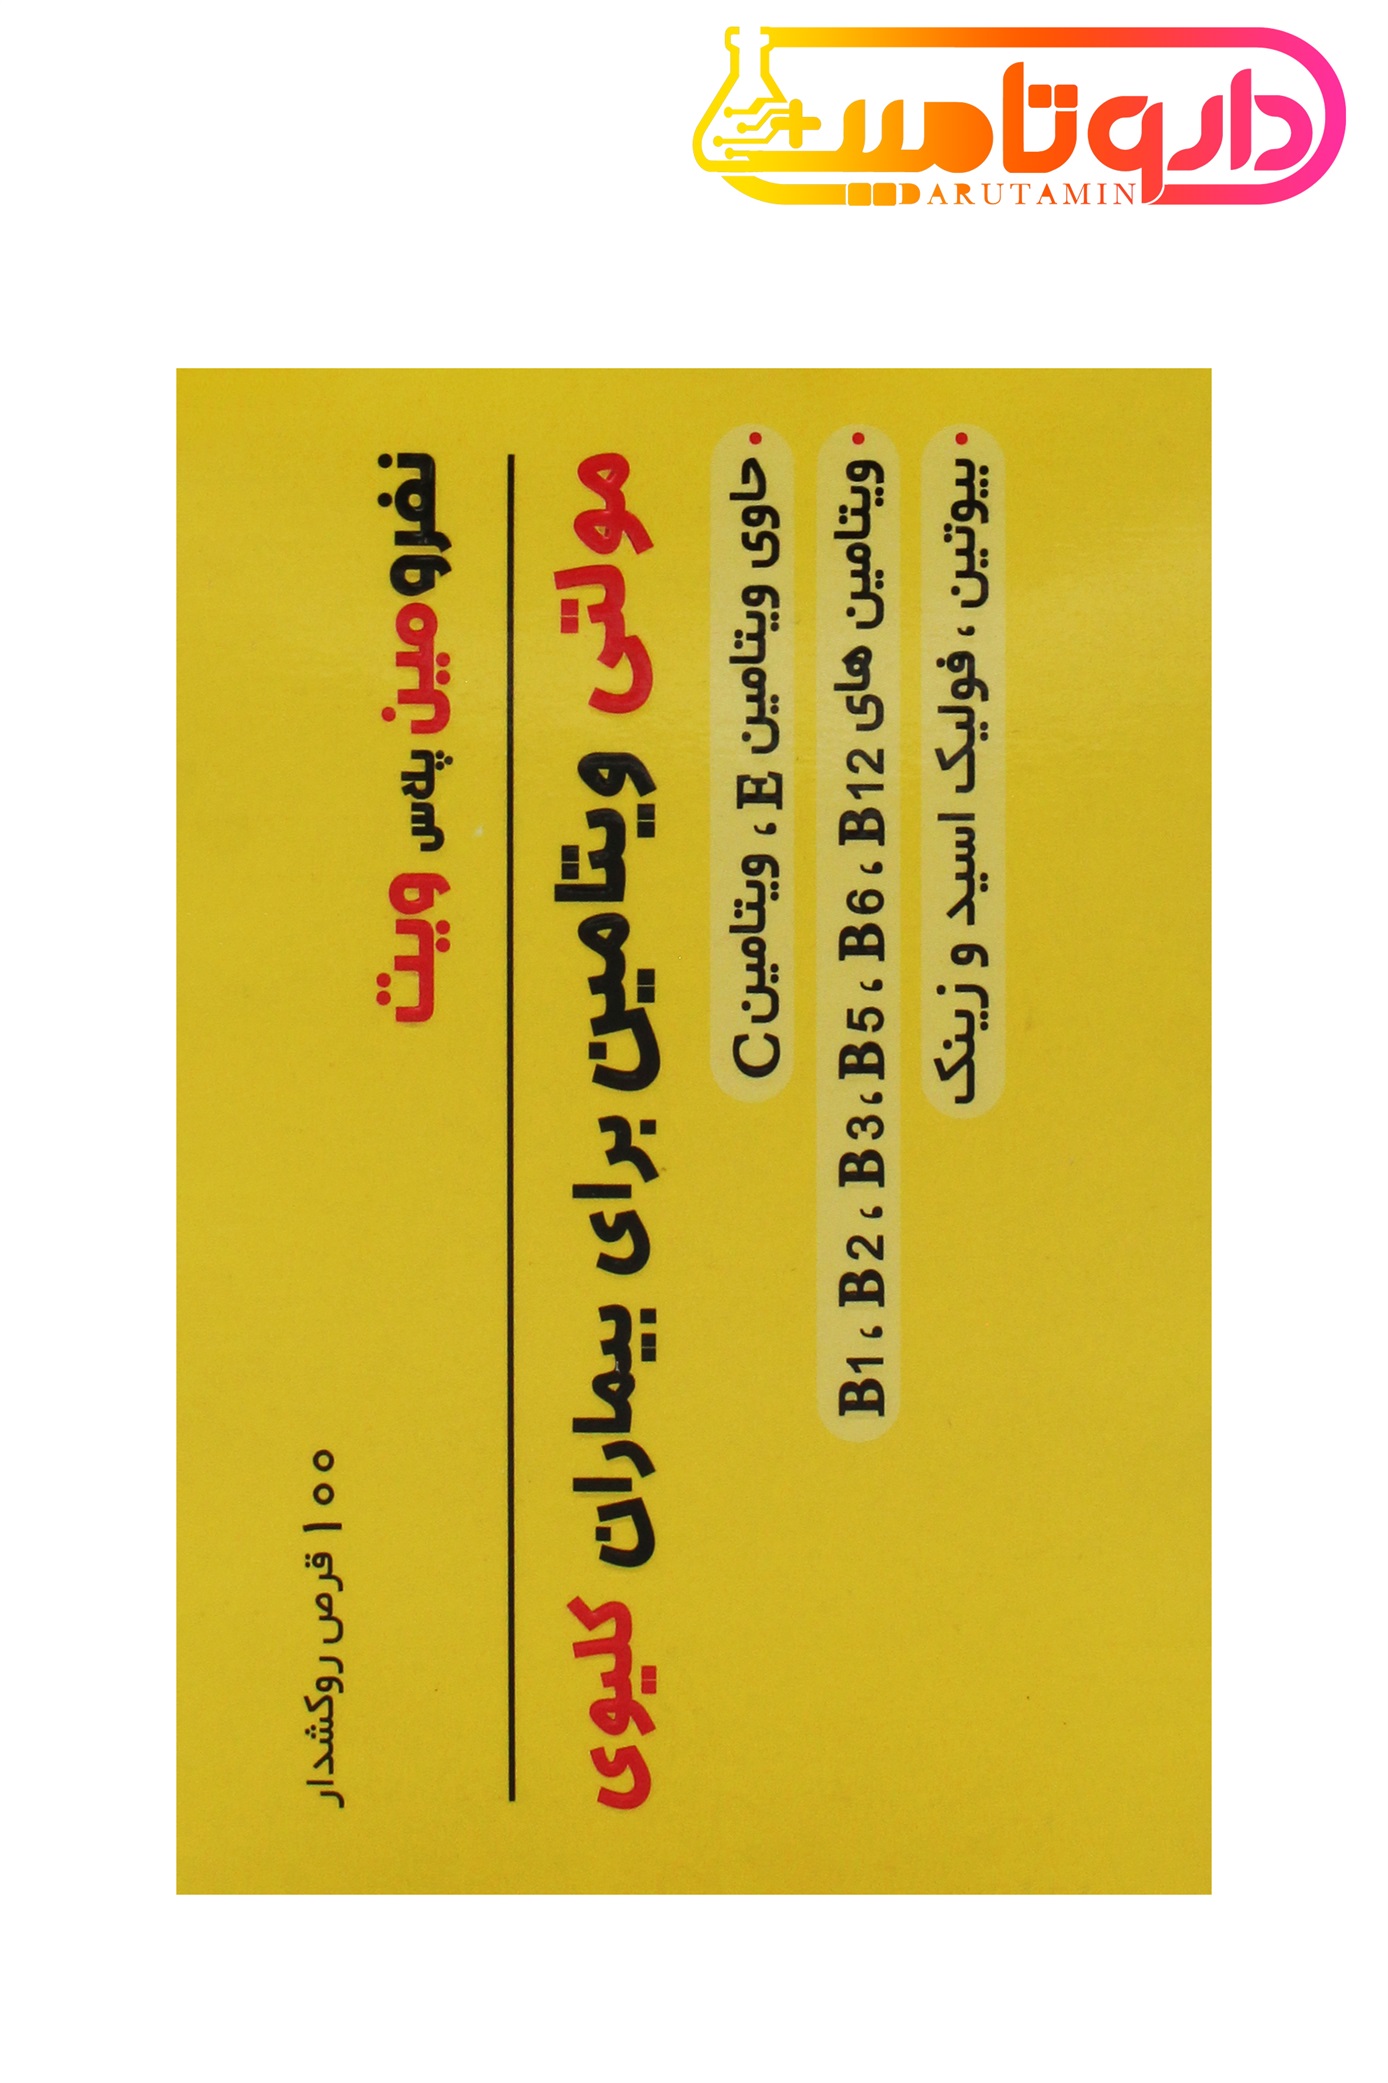 داروتامین
DARUTAMIN
۱۰۰ قرص روکشدار
نفرومین پلاس ویت
مولتی ویتامین برای بیماران کلیوی
• حاوی ویتامین E ، ویتامین C
• ویتامین های B1 ، B2 ، B3 ، B5 ، B6 ، B12
• بیوتین ، فولیک اسید و زینک